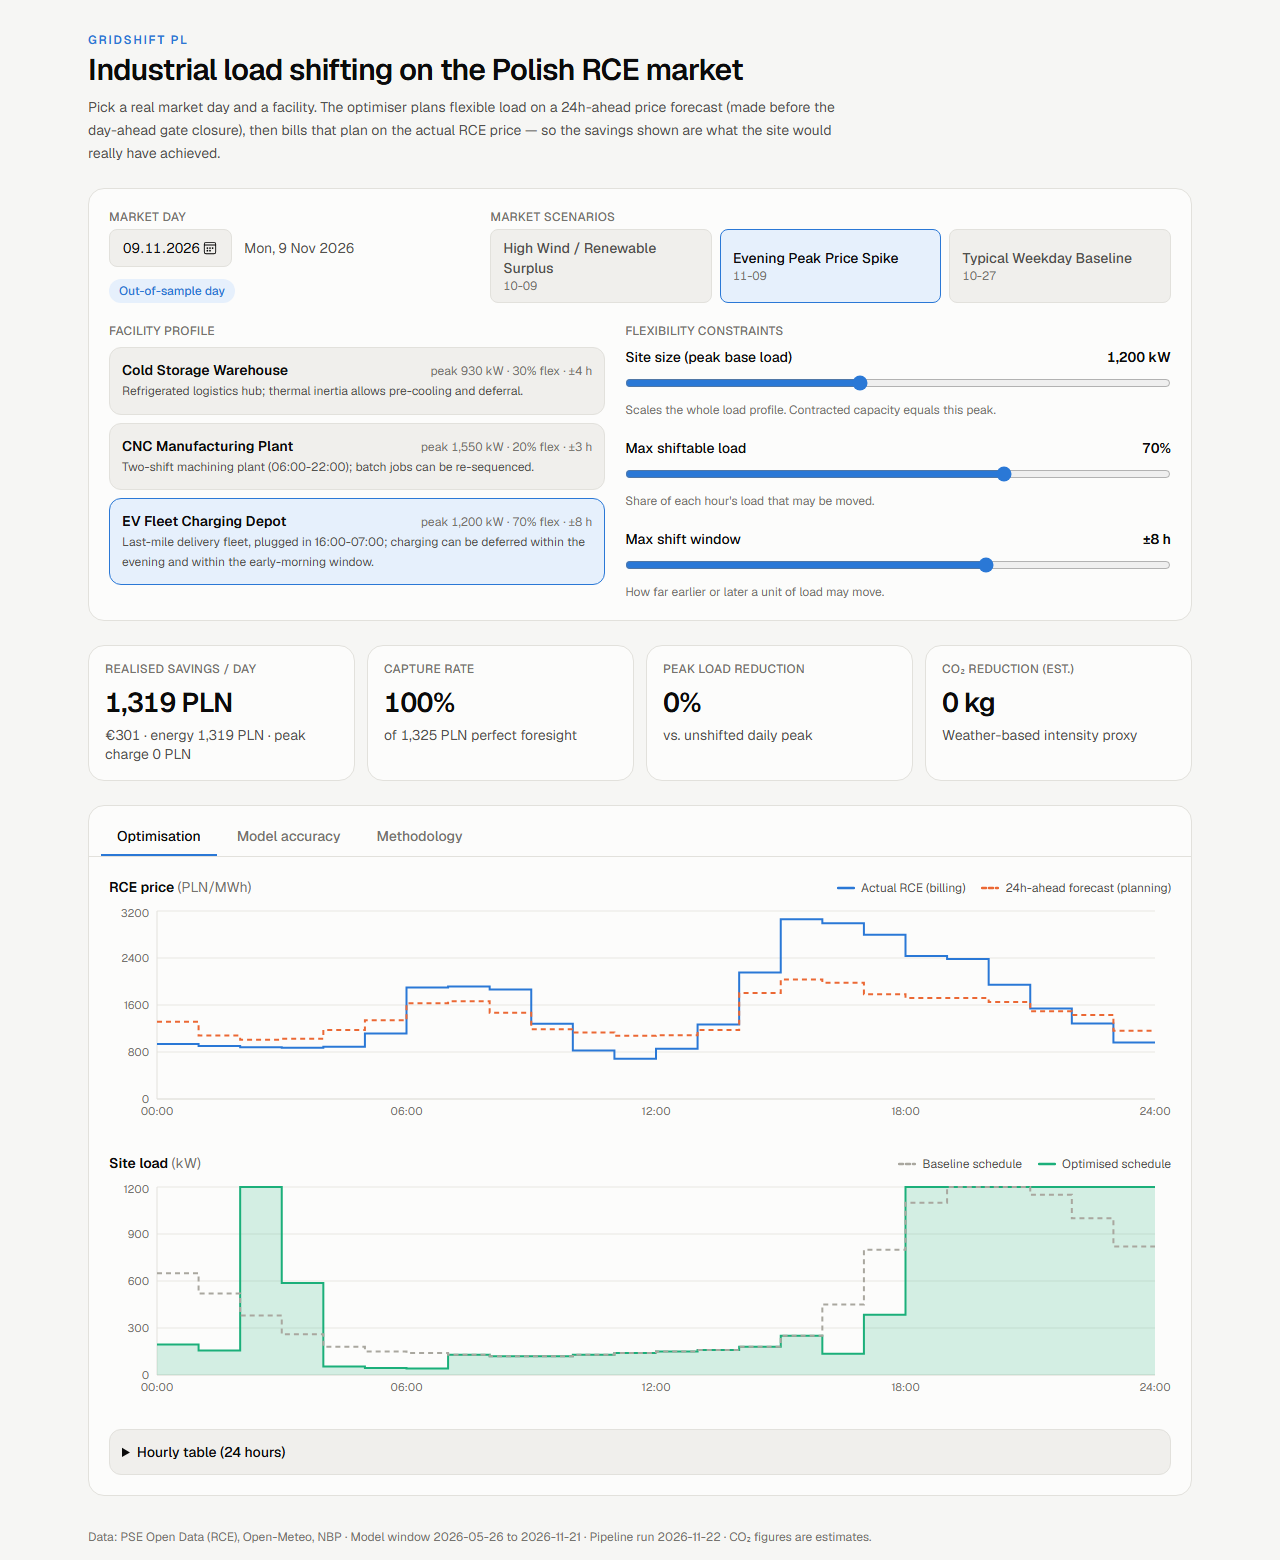 GRIDSHIFT PL
Industrial load shifting on the Polish RCE market
Pick a real market day and a facility. The optimiser plans flexible load on a 24h-ahead price forecast (made before the
day-ahead gate closure), then bills that plan on the actual RCE price — so the savings shown are what the site would
really have achieved.
MARKET DAY
09.11.2026
Mon, 9 Nov 2026
Out-of-sample day
MARKET SCENARIOS
High Wind / Renewable
Surplus
10-09
Evening Peak Price Spike
11-09
Typical Weekday Baseline
10-27
FACILITY PROFILE
Cold Storage Warehouse
peak 930 kW · 30% flex · ±4 h
Refrigerated logistics hub; thermal inertia allows pre-cooling and deferral.
CNC Manufacturing Plant
peak 1,550 kW · 20% flex · ±3 h
Two-shift machining plant (06:00-22:00); batch jobs can be re-sequenced.
EV Fleet Charging Depot
peak 1,200 kW · 70% flex · ±8 h
Last-mile delivery fleet, plugged in 16:00-07:00; charging can be deferred within the
evening and within the early-morning window.
FLEXIBILITY CONSTRAINTS
Site size (peak base load)
1,200 kW
Scales the whole load profile. Contracted capacity equals this peak.
Max shiftable load
70%
Share of each hour's load that may be moved.
Max shift window
±8 h
How far earlier or later a unit of load may move.
REALISED SAVINGS / DAY
1,319 PLN
€301 · energy 1,319 PLN · peak
charge 0 PLN
CAPTURE RATE
100%
of 1,325 PLN perfect foresight
PEAK LOAD REDUCTION
0%
vs. unshifted daily peak
CO₂ REDUCTION (EST.)
0 kg
Weather-based intensity proxy
Optimisation
Model accuracy
Methodology
RCE price (PLN/MWh)
Actual RCE (billing)
24h-ahead forecast (planning)
3200
2400
1600
800
0
00:00
06:00
12:00
18:00
24:00
Site load (kW)
Baseline schedule
Optimised schedule
1200
900
600
300
0
00:00
06:00
12:00
18:00
24:00
Hourly table (24 hours)
Data: PSE Open Data (RCE), Open-Meteo, NBP · Model window 2026-05-26 to 2026-11-21 · Pipeline run 2026-11-22 · CO₂ figures are estimates.